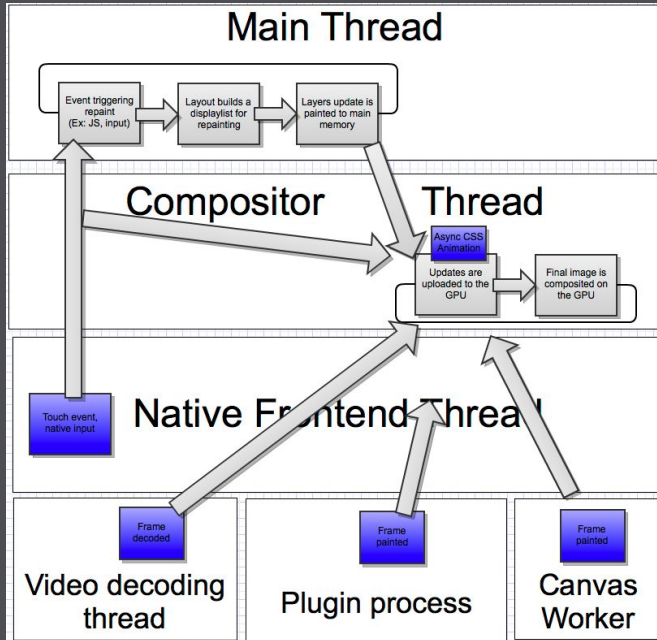 Main Thread
Event triggering
repaint
(Ex: JS, input)
Layout builds a
displaylist for
repainting
Layers update is
painted to main
memory
Compositor Thread
Async CSS
Animation
Updates are
uploaded to the
GPU
Final image is
composited on
the GPU
Touch event,
native input
Native Frontend Thread
Frame
decoded
Video decoding
thread
Frame
painted
Plugin process
Frame
painted
Canvas
Worker